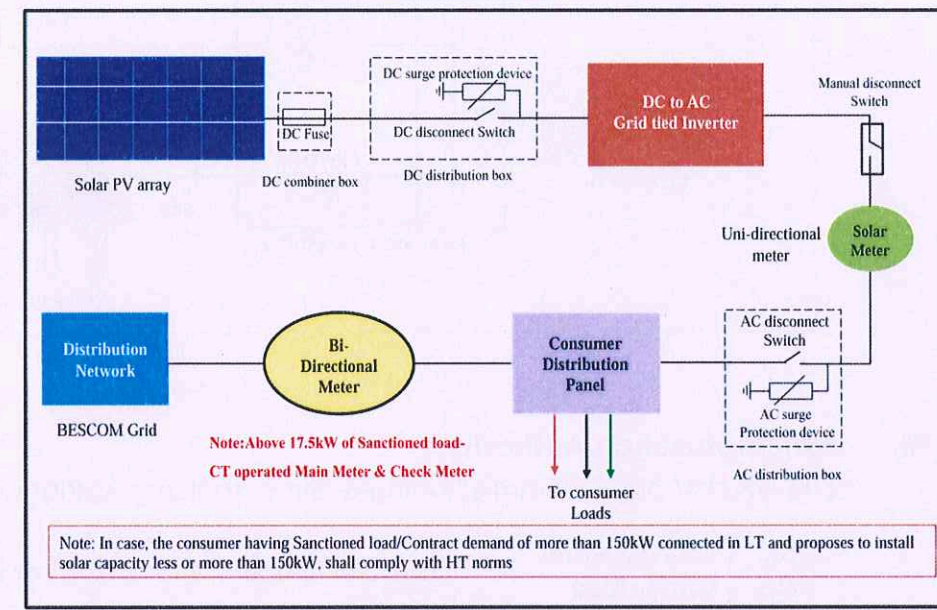 DC surge protection device
DC Fuse
DC disconnect Switch
DC to AC
Grid tied Inverter
Manual disconnect
Switch
Solar PV array
DC combiner box
DC distribution box
Uni-directional
meter
Solar
Meter
Distribution
Network
Bi-
Directional
Meter
Consumer
Distribution
Panel
AC disconnect
Switch
AC surge
Protection device
BESCOM Grid
Note:Above 17.5kW of Sanctioned load-
CT operated Main Meter & Check Meter
AC distribution box
To consumer
Loads
Note: In case, the consumer having Sanctioned load/Contract demand of more than 150kW connected in LT and proposes to install
solar capacity less or more than 150kW, shall comply with HT norms